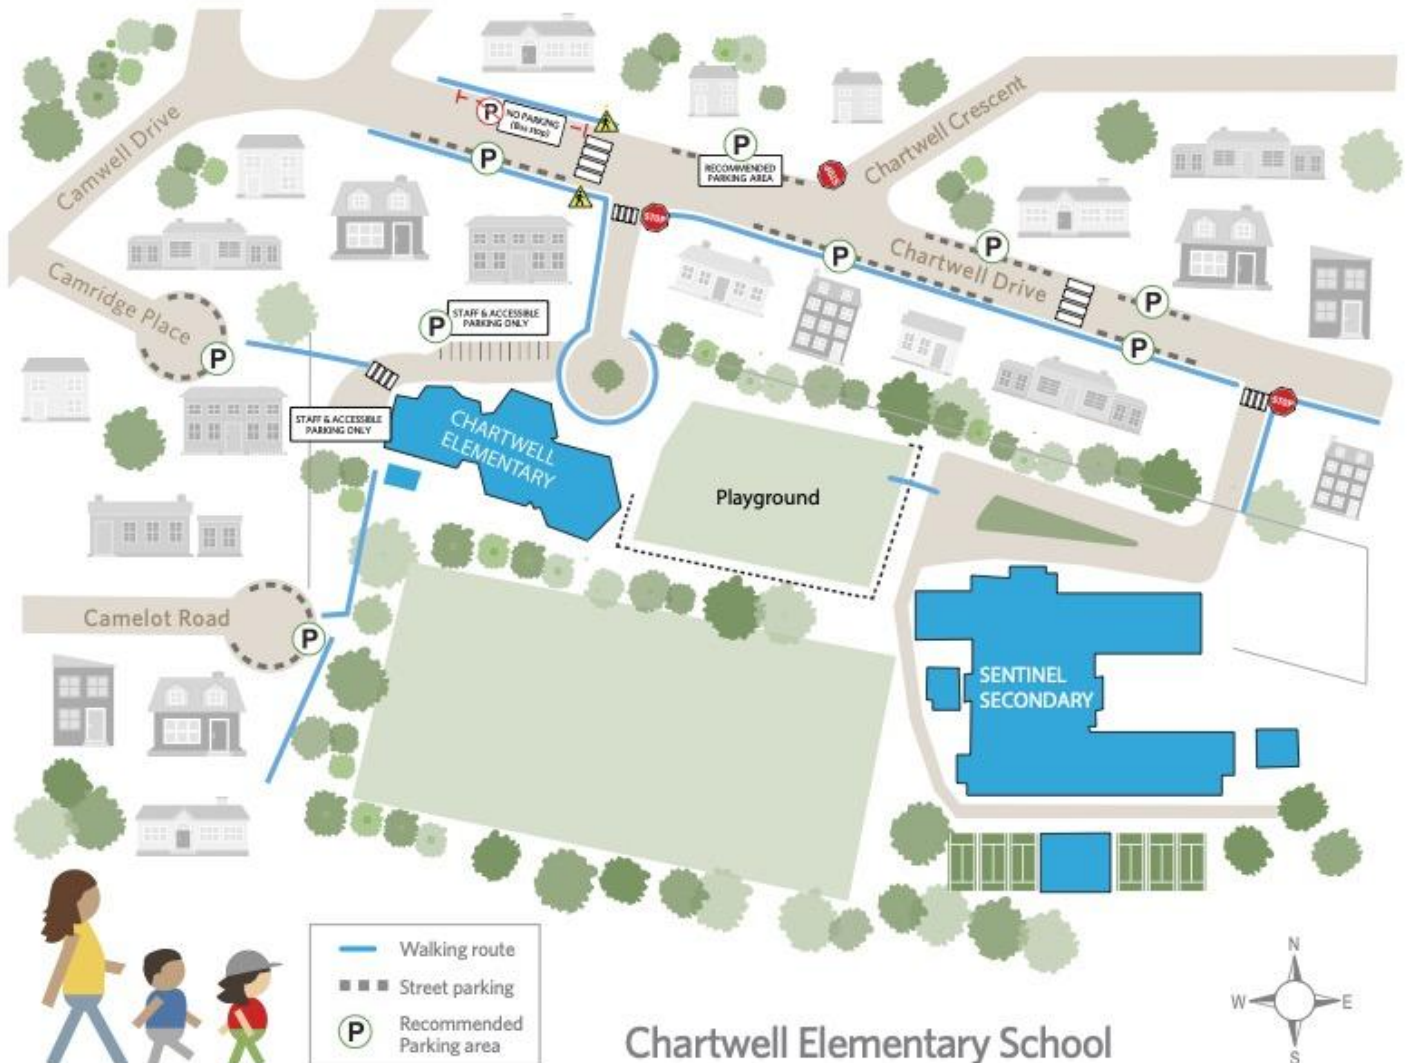 P
NO PARKING
(Bus stop)
P
P
RECOMMENDED
PARKING AREA
STOP
STOP
Chartwell Crescent
Camwell Drive
P
P
Chartwell Drive
P
P
Camridge Place
P
P
STAFF & ACCESSIBLE
PARKING ONLY
STAFF & ACCESSIBLE
PARKING ONLY
CHARTWELL
ELEMENTARY
STOP
Playground
Camelot Road
P
SENTINEL
SECONDARY
Walking route
Street parking
P
Recommended
Parking area
Chartwell Elementary School
N
W
E
S